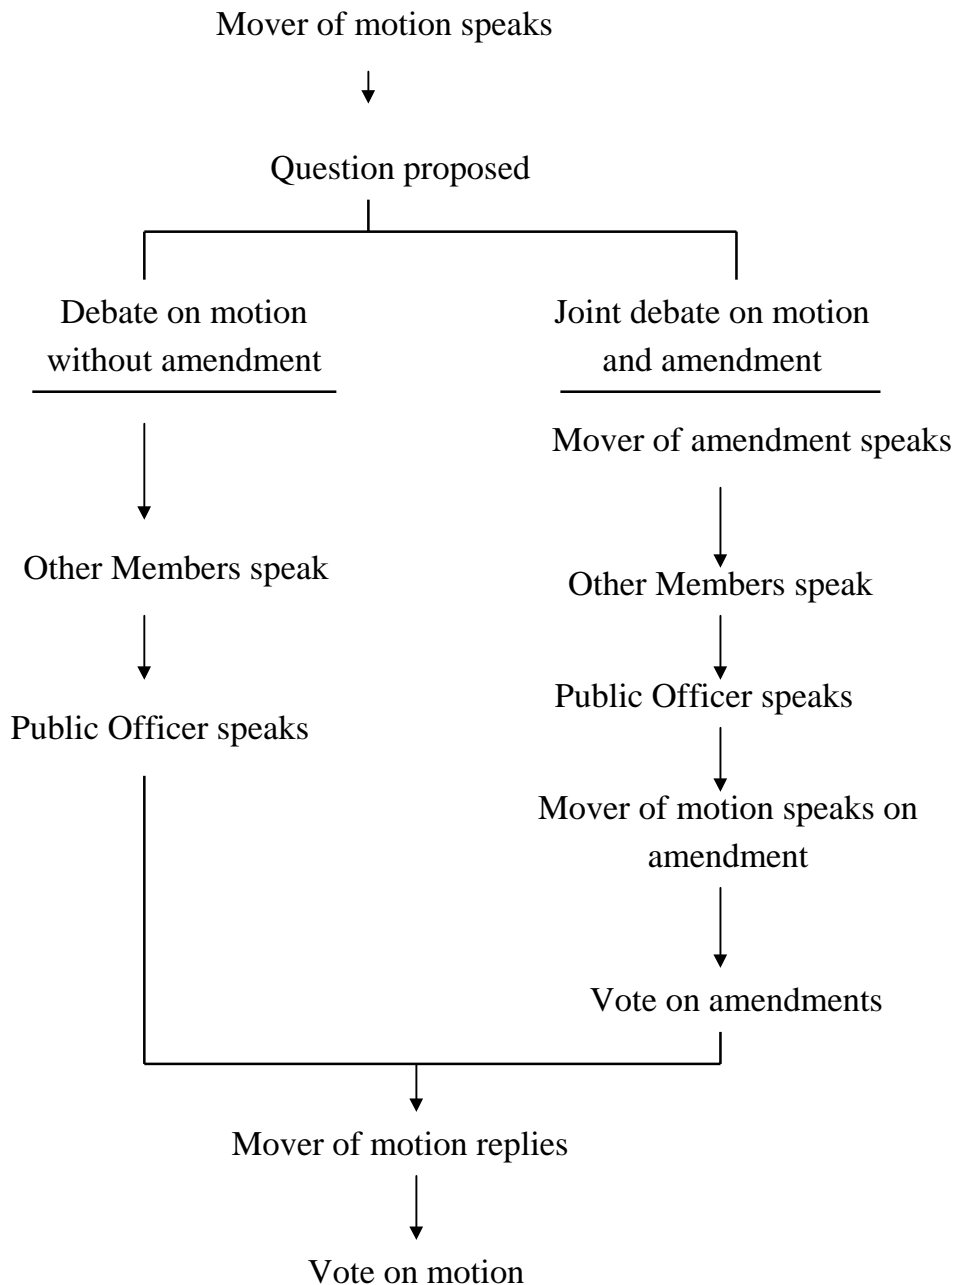 Mover of motion speaks
Question proposed
Debate on motion
without amendment
Other Members speak
Public Officer speaks
Joint debate on motion
and amendment
Mover of amendment speaks
Other Members speak
Public Officer speaks
Mover of motion speaks on
amendment
Vote on amendments
Mover of motion replies
Vote on motion